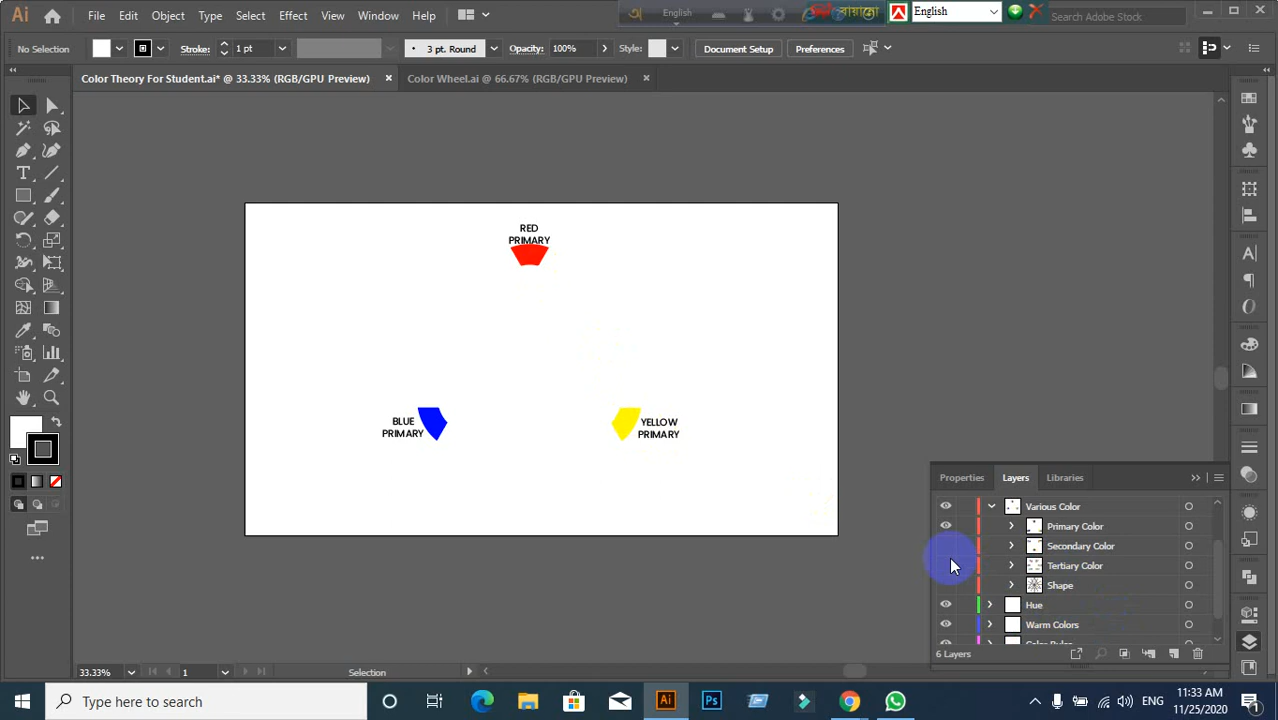 Ai File Edit Object Type Select Effect View Window Help
English English
Search Adobe Stock
No Selection Stroke: 1 pt 3 pt. Round Opacity: 100% Style: Document Setup Preferences
Color Theory For Student.ai* @ 33.33% (RGB/GPU Preview) × Color Wheel.ai @ 66.67% (RGB/GPU Preview) ×
RED
PRIMARY
BLUE
PRIMARY
YELLOW
PRIMARY
Properties Layers Libraries
Various Color
Primary Color
Secondary Color
Tertiary Color
Shape
Hue
Warm Colors
6 Layers
33.33% 1 Selection
Type here to search
Ai Ps
ENG
11:33 AM
11/25/2020